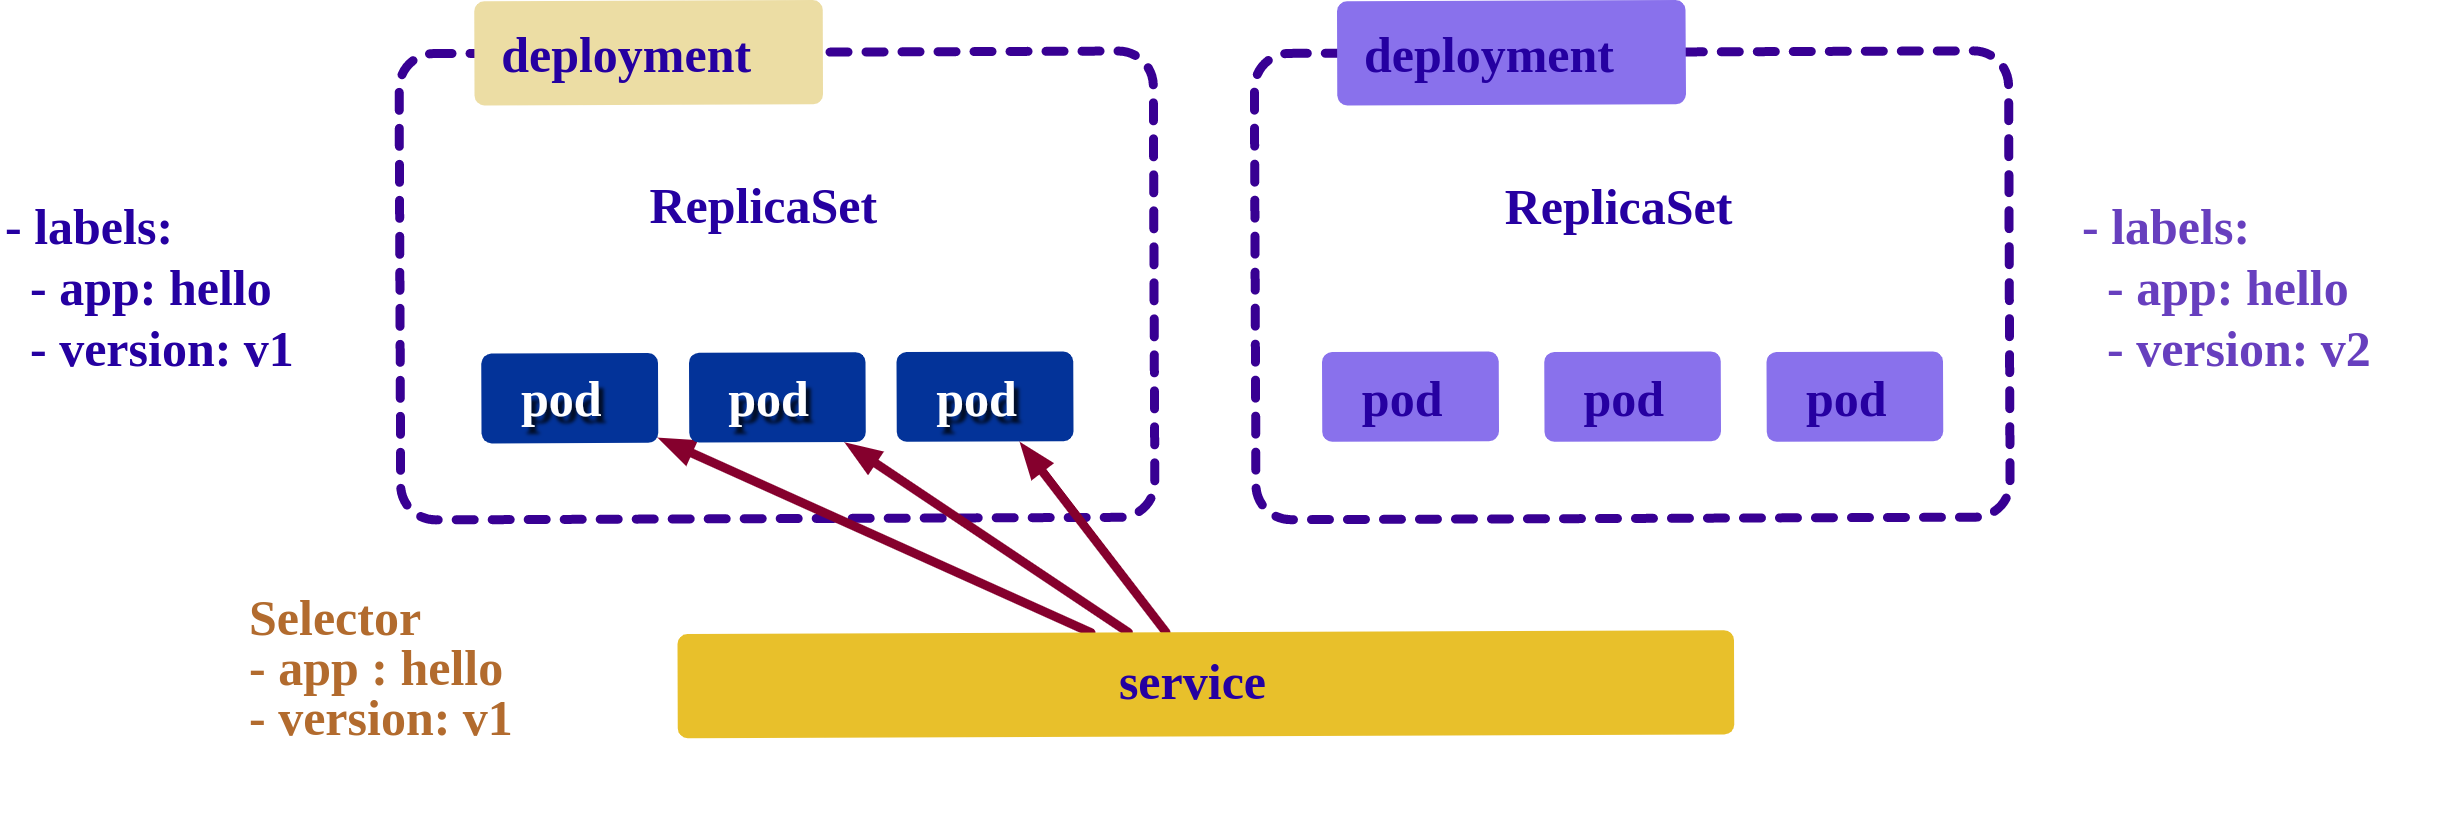 deployment
deployment
ReplicaSet
ReplicaSet
- labels:
- app: hello
- version: v1
- labels:
- app: hello
- version: v2
pod
pod
pod
pod
pod
pod
Selector
- app : hello
- version: v1
service